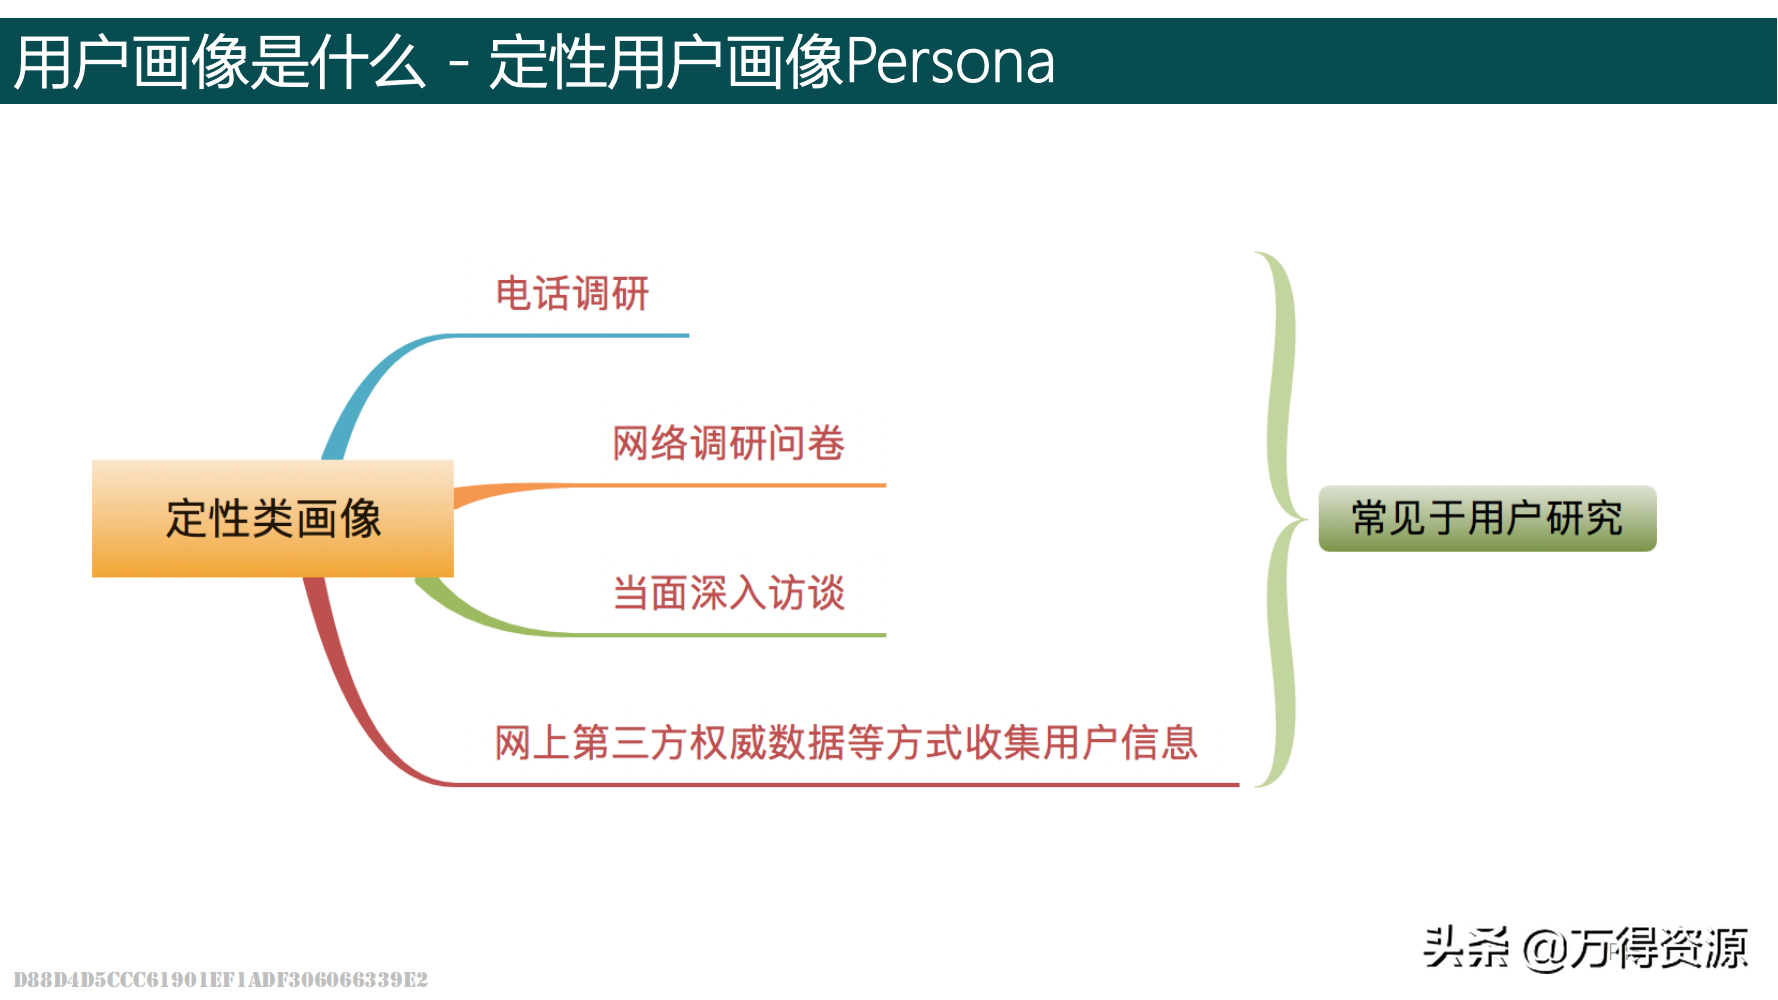 用户画像是什么 - 定性用户画像Persona
电话调研
网络调研问卷
定性类画像
常见于用户研究
当面深入访谈
网上第三方权威数据等方式收集用户信息
头条 @万得资源
D88D4D5CCC61901EF1ADF306066339E2